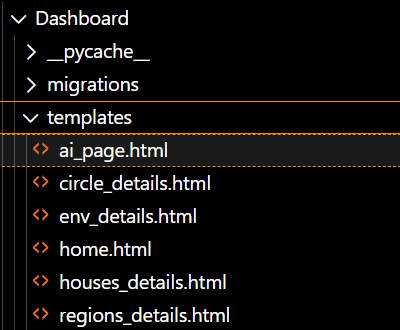 Dashboard
__pycache__
migrations
templates
ai_page.html
circle_details.html
env_details.html
home.html
houses_details.html
regions_details.html